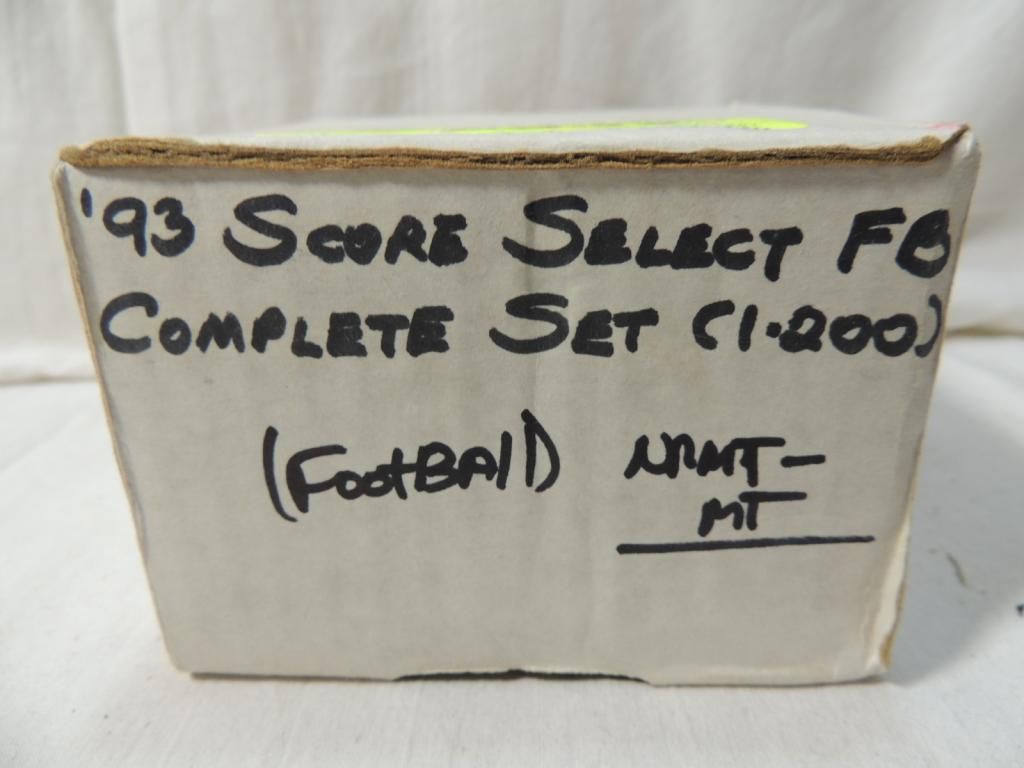 '93 SCORE SELECT FB
COMPLETE SET (1-200)
(FootBAll) NRMT-
MT